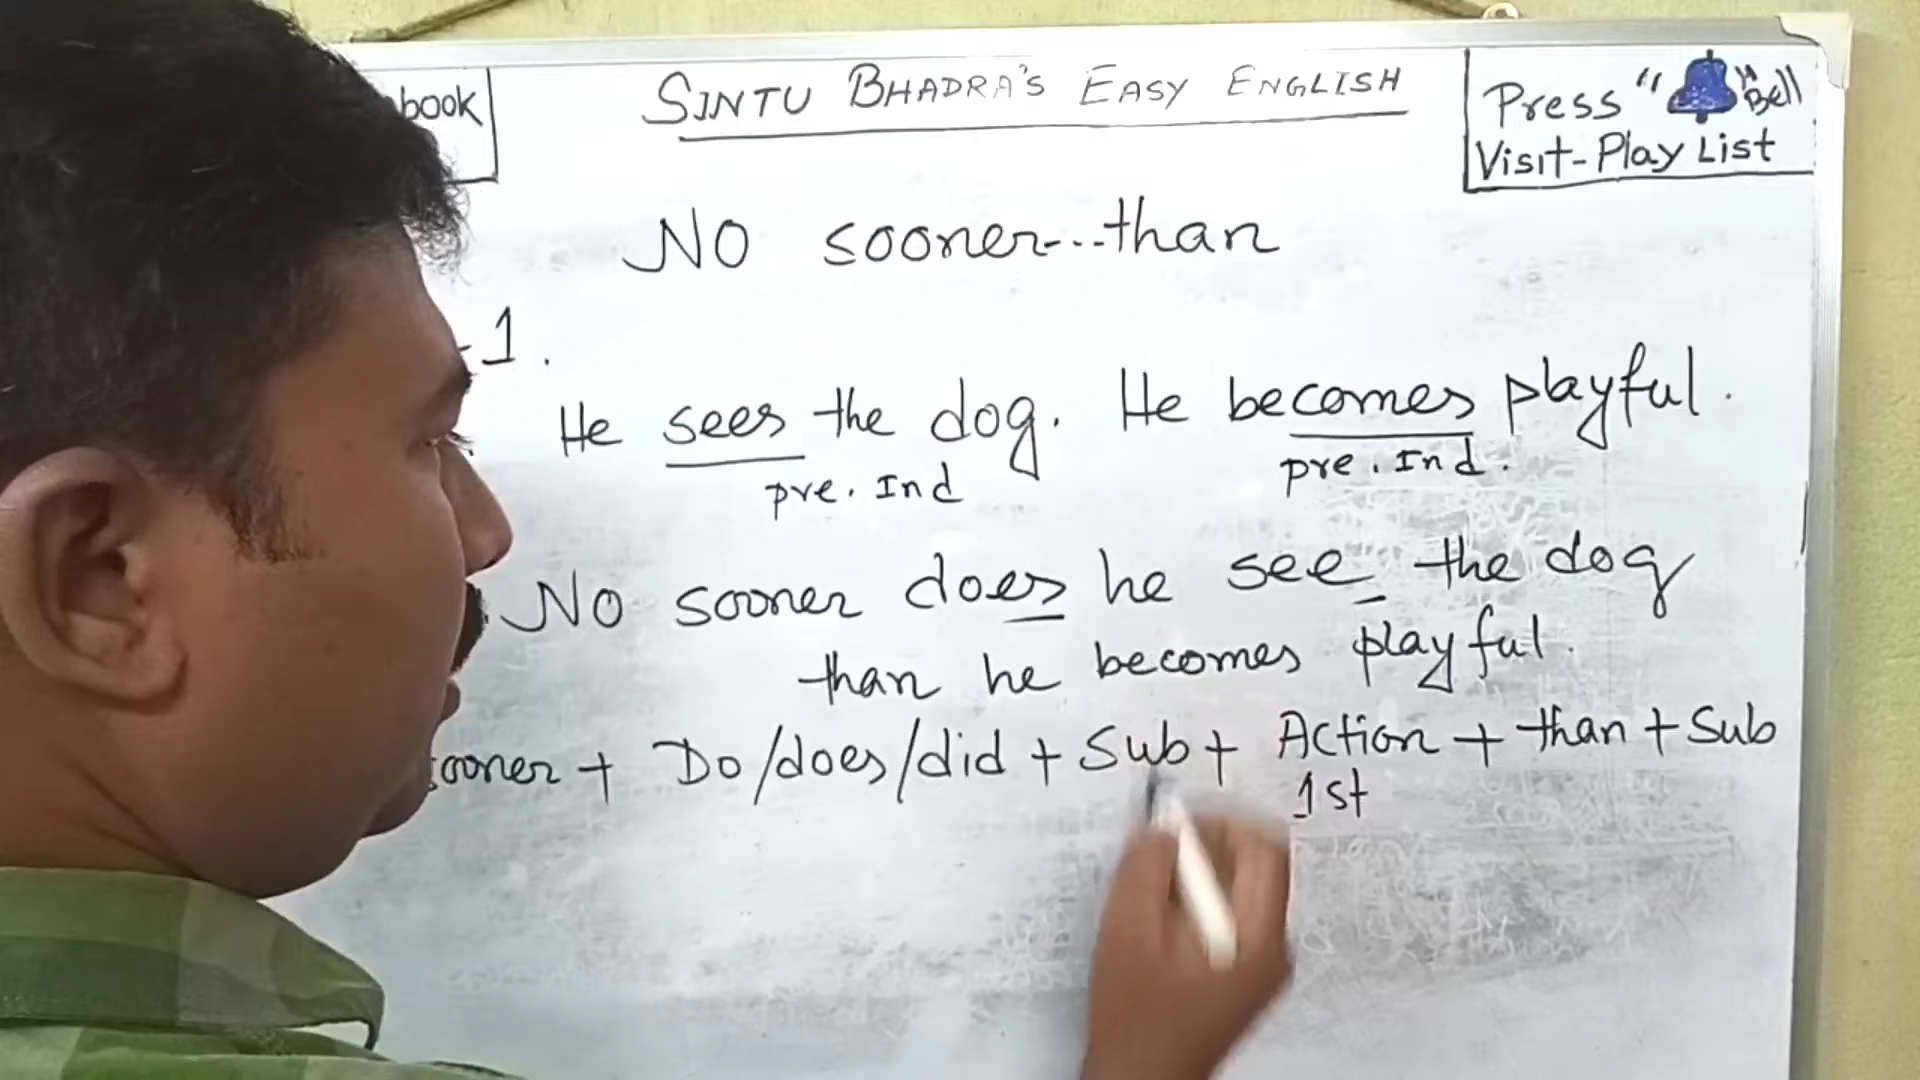 book
SINTU BHADRA'S EASY ENGLISH
Press " " Bell
Visit-Play List
NO sooner...than
-1.
He sees the dog. He becomes playful.
pre. Ind pre. Ind.
No sooner does he see the dog
than he becomes playful.
ooner + Do/does/did + Sub + Action + than + Sub
1st